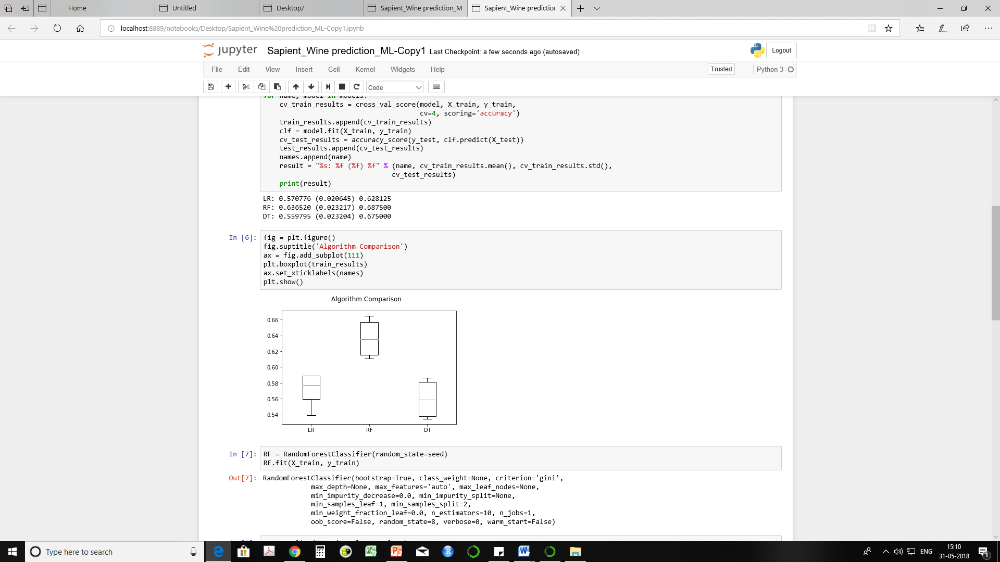 Home
Untitled
Desktop/
Sapient_Wine prediction_M
Sapient_Wine predictio
localhost:8889/notebooks/Desktop/Sapient_Wine%20prediction_ML-Copy1.ipynb
jupyter Sapient_Wine prediction_ML-Copy1 Last Checkpoint: a few seconds ago (autosaved)
Logout
File Edit View Insert Cell Kernel Widgets Help
Trusted
Python 3
Code
for name, model in models:
    cv_train_results = cross_val_score(model, X_train, y_train,
                                       cv=4, scoring='accuracy')
    train_results.append(cv_train_results)
    clf = model.fit(X_train, y_train)
    cv_test_results = accuracy_score(y_test, clf.predict(X_test))
    test_results.append(cv_test_results)
    names.append(name)
    result = "%s: %f (%f) %f" % (name, cv_train_results.mean(), cv_train_results.std(),
                                cv_test_results)
    print(result)
LR: 0.570776 (0.020645) 0.628125
RF: 0.636520 (0.023217) 0.687500
DT: 0.559795 (0.023204) 0.675000
In [6]: fig = plt.figure()
fig.suptitle('Algorithm Comparison')
ax = fig.add_subplot(111)
plt.boxplot(train_results)
ax.set_xticklabels(names)
plt.show()
Algorithm Comparison
0.66
0.64
0.62
0.60
0.58
0.56
0.54
LR RF DT
In [7]: RF = RandomForestClassifier(random_state=seed)
RF.fit(X_train, y_train)
Out[7]: RandomForestClassifier(bootstrap=True, class_weight=None, criterion='gini',
            max_depth=None, max_features='auto', max_leaf_nodes=None,
            min_impurity_decrease=0.0, min_impurity_split=None,
            min_samples_leaf=1, min_samples_split=2,
            min_weight_fraction_leaf=0.0, n_estimators=10, n_jobs=1,
            oob_score=False, random_state=8, verbose=0, warm_start=False)
Type here to search
ENG
15:10
31-05-2018
1